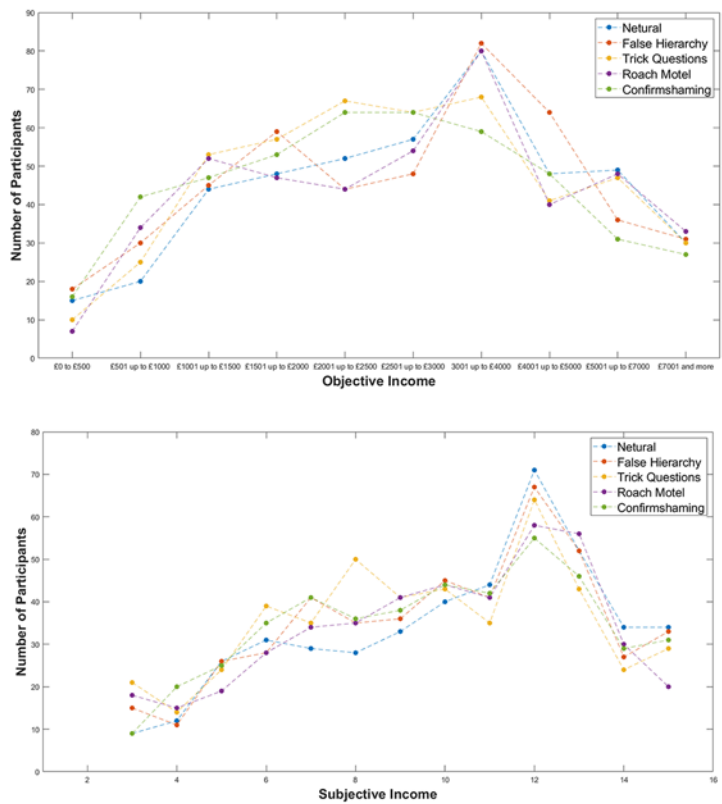 90
80
70
60
50
40
30
20
10
0
Number of Participants
Netural
False Hierarchy
Trick Questions
Roach Motel
Confirmshaming
£0 to £500 £501 up to £1000 £1001 up to £1500 £1501 up to £2000 £2001 up to £2500 £2501 up to £3000 3001 up to £4000 £4001 up to £5000 £5001 up to £7000 £7001 and more
Objective Income
80
70
60
50
40
30
20
10
0
Number of Participants
Netural
False Hierarchy
Trick Questions
Roach Motel
Confirmshaming
2 4 6 8 10 12 14 16
Subjective Income